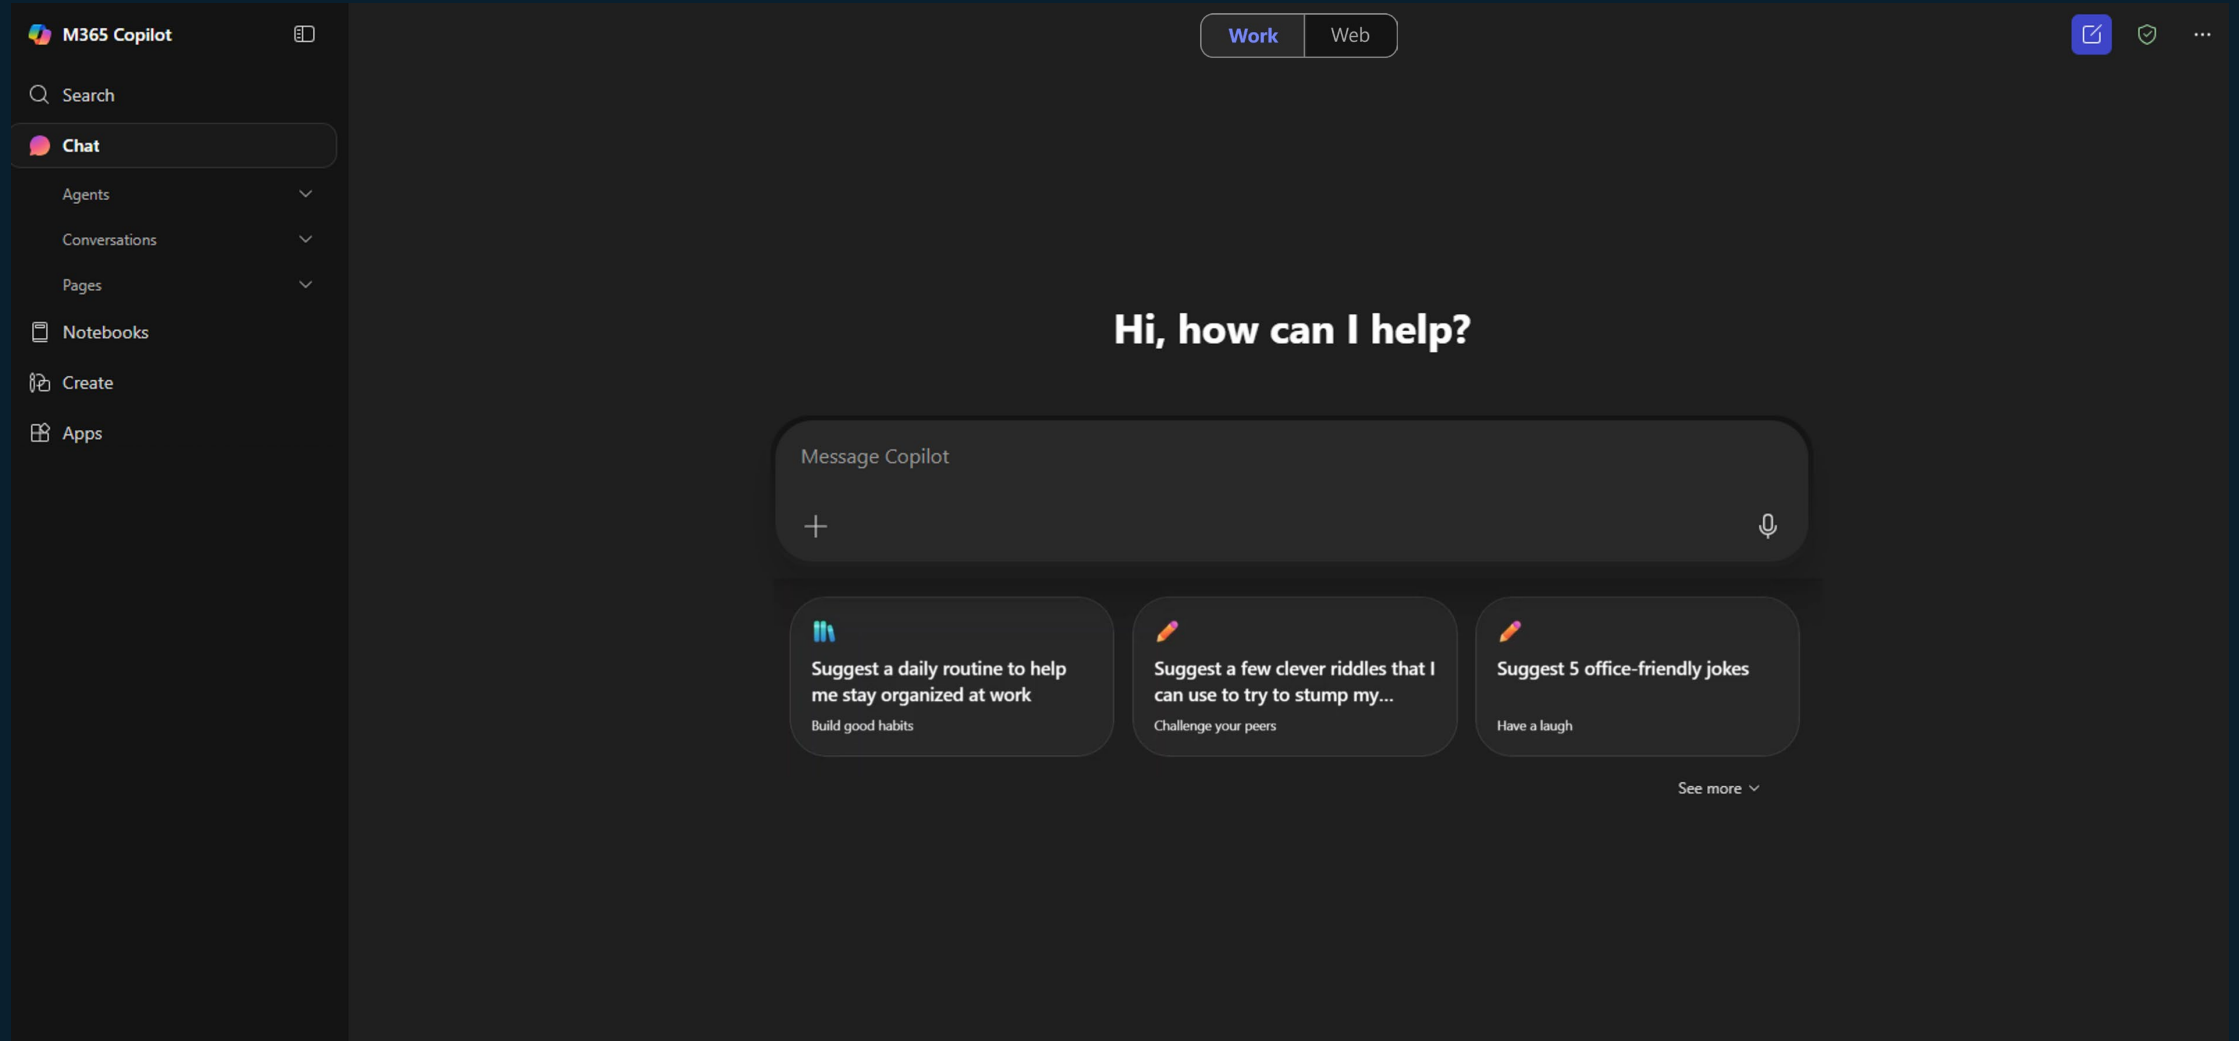 M365 Copilot
Search
Chat
Agents
Conversations
Pages
Notebooks
Create
Apps
Work
Web
Hi, how can I help?
Message Copilot
Suggest a daily routine to help
me stay organized at work
Build good habits
Suggest a few clever riddles that I
can use to try to stump my...
Challenge your peers
Suggest 5 office-friendly jokes
Have a laugh
See more